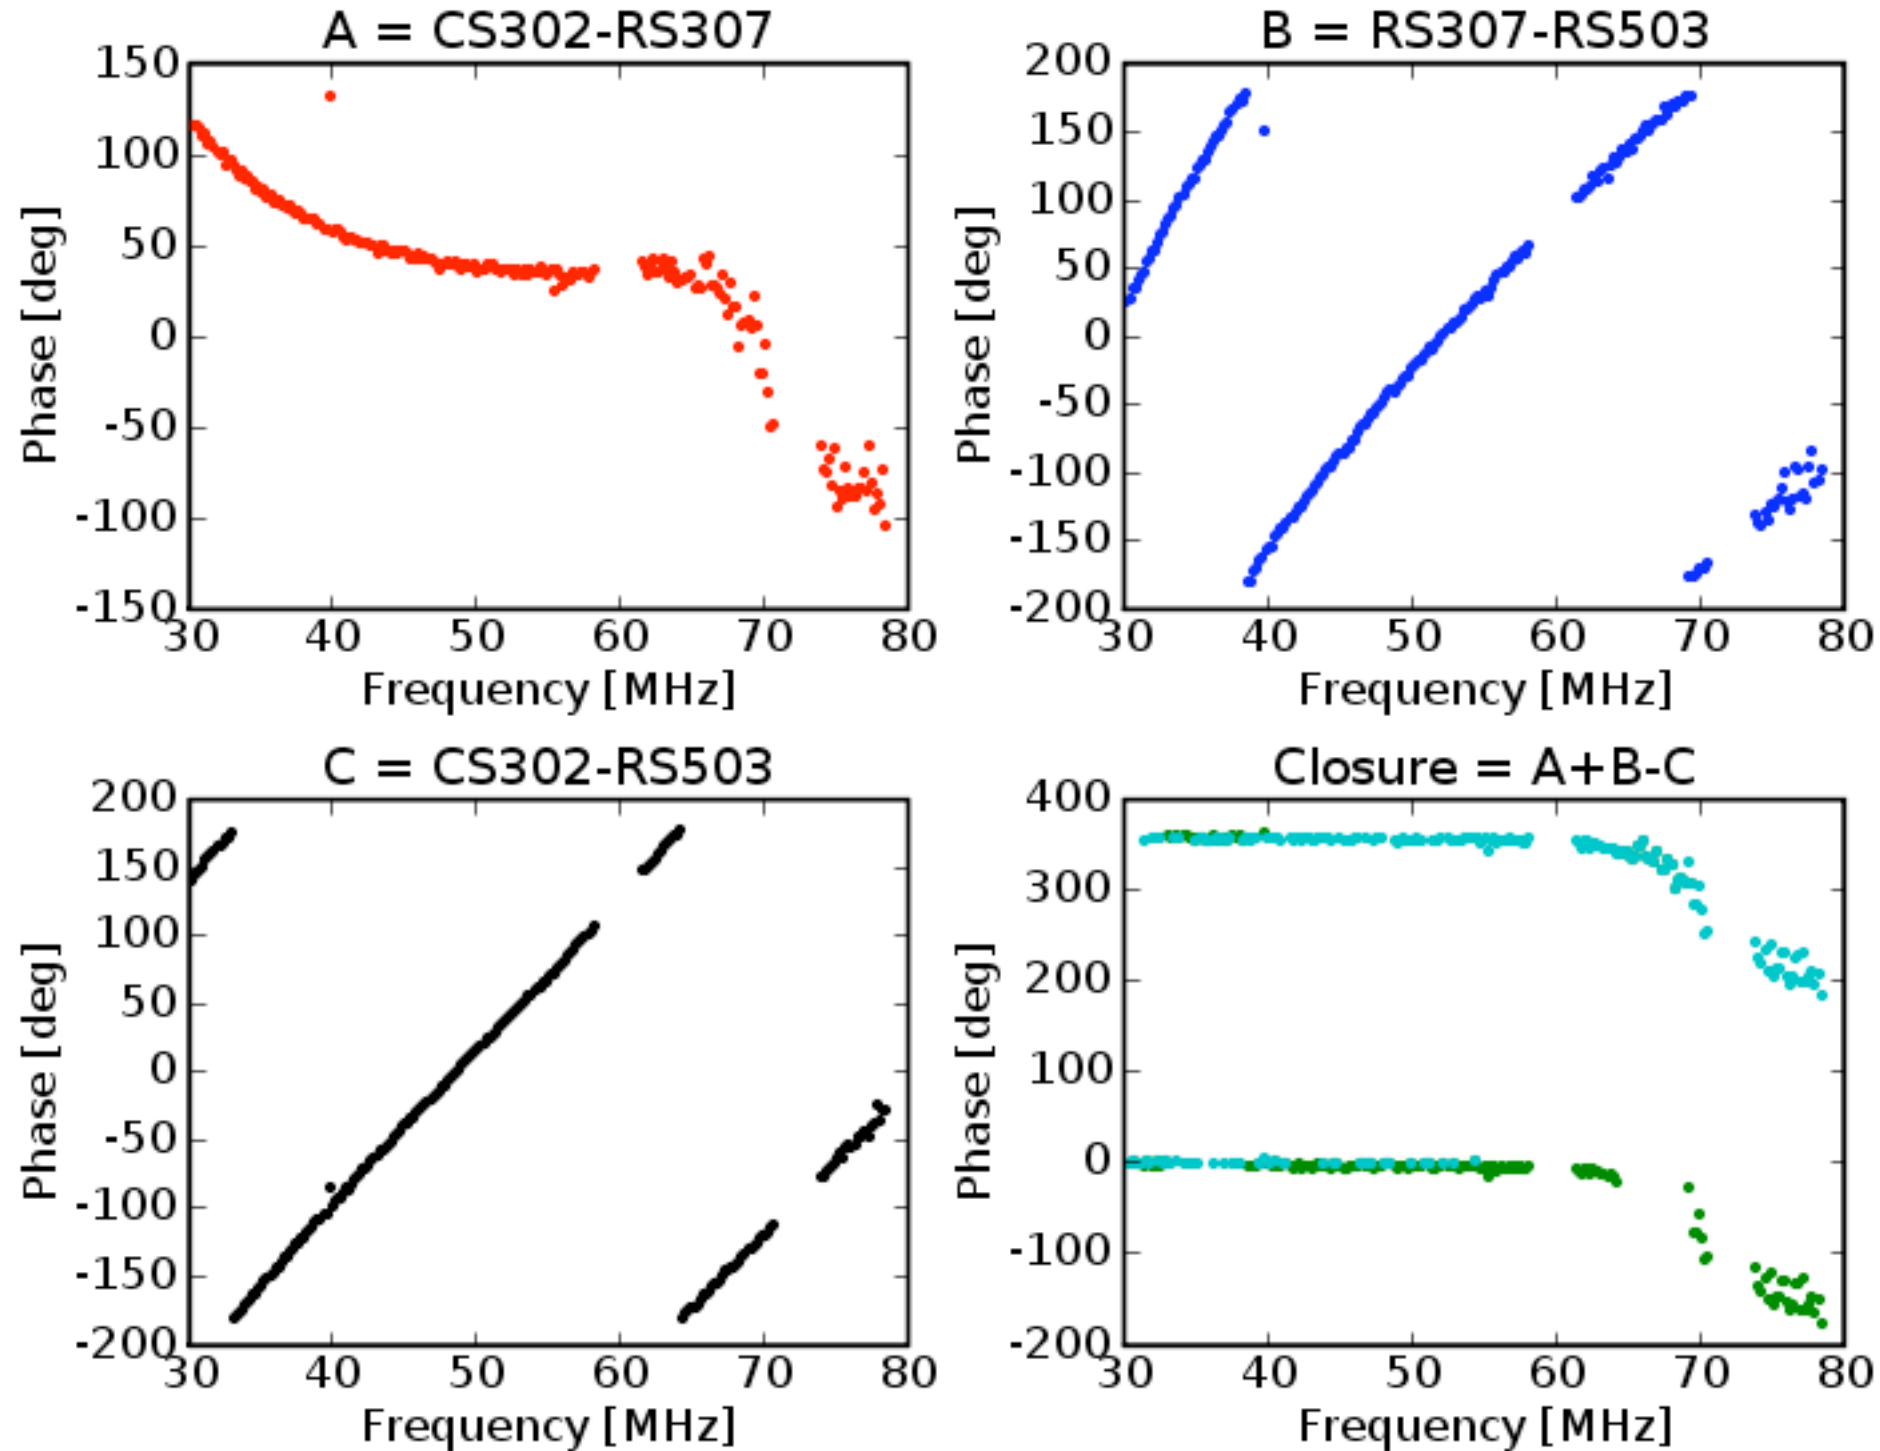 A = CS302-RS307
150
100
50
0
-50
-100
-150
30 40 50 60 70 80
Phase [deg]
Frequency [MHz]
B = RS307-RS503
200
150
100
50
0
-50
-100
-150
-200
30 40 50 60 70 80
Phase [deg]
Frequency [MHz]
C = CS302-RS503
200
150
100
50
0
-50
-100
-150
-200
30 40 50 60 70 80
Phase [deg]
Frequency [MHz]
Closure = A+B-C
400
300
200
100
0
-100
-200
30 40 50 60 70 80
Phase [deg]
Frequency [MHz]